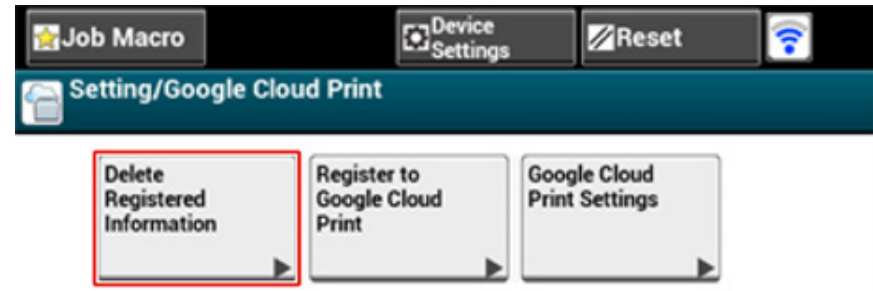 Job Macro
Device
Settings
Reset
Setting/Google Cloud Print
Delete
Registered
Information
Register to
Google Cloud
Print
Google Cloud
Print Settings